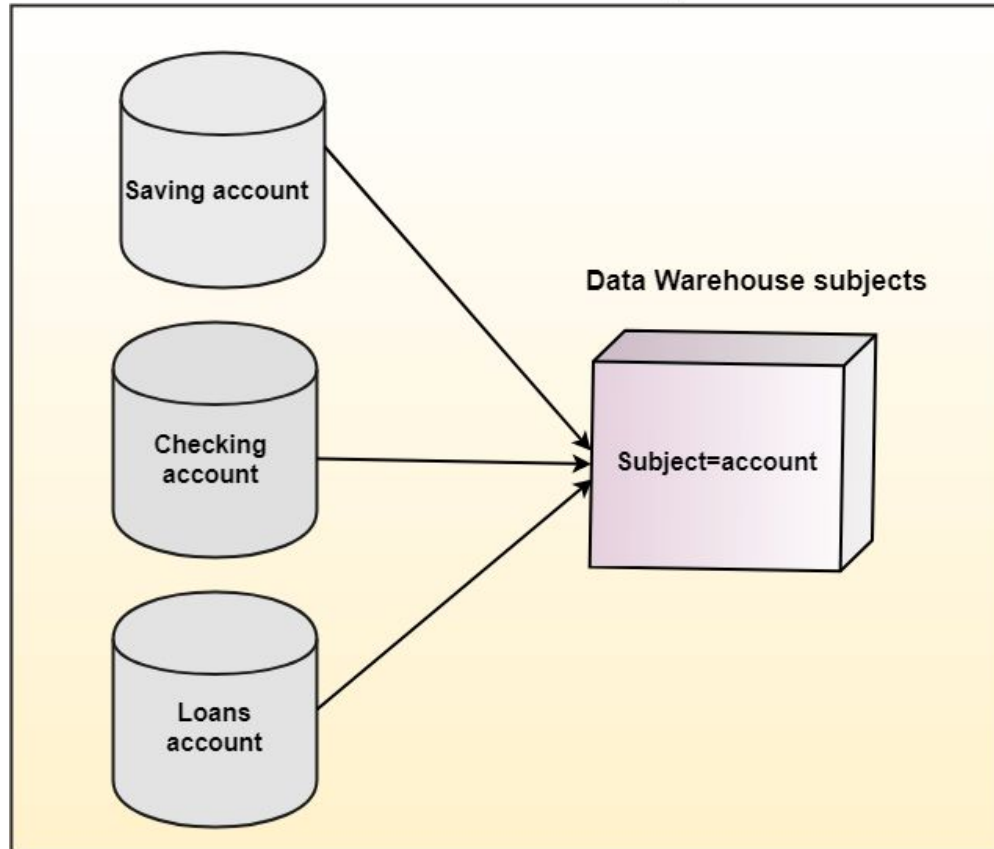 Saving account
Checking
account
Loans
account
Data Warehouse subjects
Subject=account